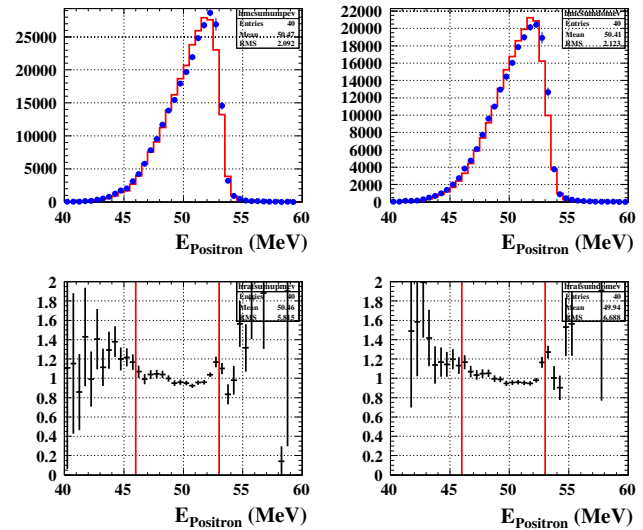 Entries 40
Mean 50.47
RMS 2.092
25000
20000
15000
10000
5000
0
40 45 50 55 60
E Positron (MeV)
Entries 40
Mean 50.41
RMS 2.123
22000
20000
18000
16000
14000
12000
10000
8000
6000
4000
2000
0
40 45 50 55 60
E Positron (MeV)
Entries 40
Mean 50.46
RMS 5.815
2
1.8
1.6
1.4
1.2
1
0.8
0.6
0.4
0.2
0
40 45 50 55 60
E Positron (MeV)
Entries 40
Mean 49.94
RMS 6.688
2
1.8
1.6
1.4
1.2
1
0.8
0.6
0.4
0.2
0
40 45 50 55 60
E Positron (MeV)